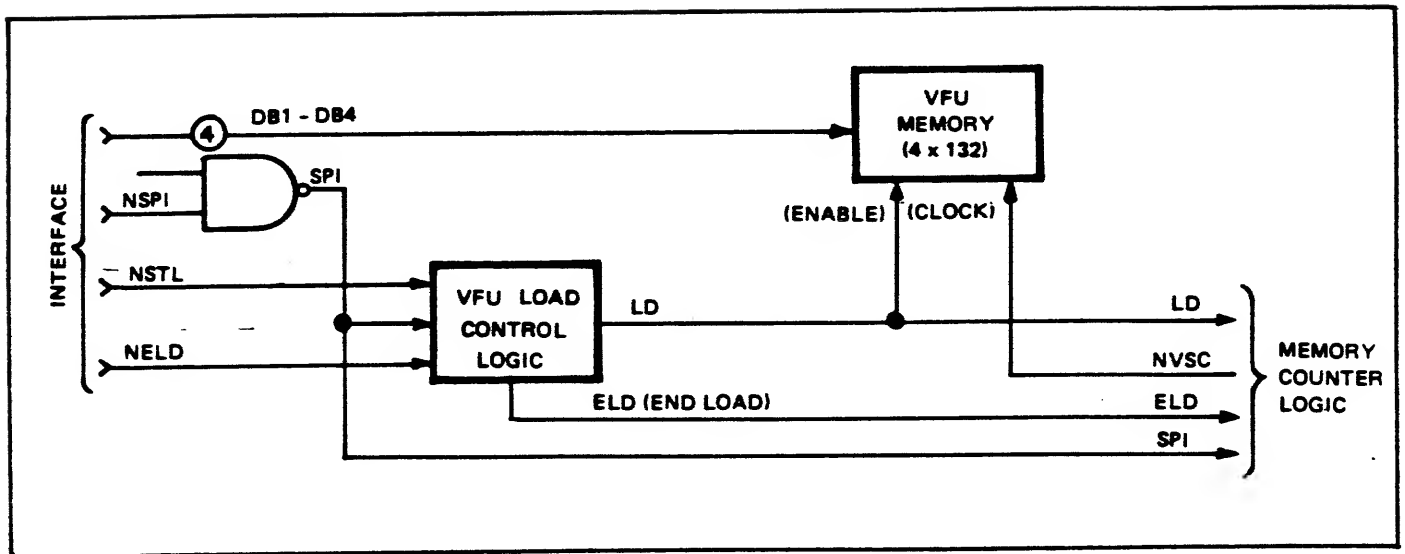 INTERFACE
4
DB1 - DB4
NSPI
SPI
NSTL
NELD
VFU LOAD
CONTROL
LOGIC
LD
ELD (END LOAD)
VFU
MEMORY
(4 x 132)
(ENABLE)
(CLOCK)
LD
NVSC
ELD
SPI
MEMORY
COUNTER
LOGIC